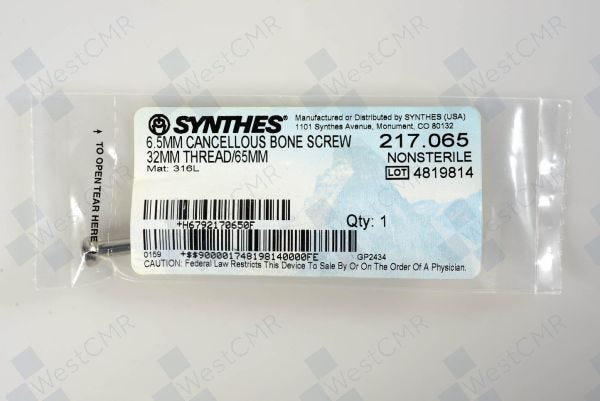 SYNTHES®
Manufactured or Distributed by SYNTHES (USA)
1101 Synthes Avenue, Monument, CO 80132
6.5MM CANCELLOUS BONE SCREW
32MM THREAD/65MM
Mat: 316L
217.065
NONSTERILE
LOT 4819814
+H6792170650F
Qty: 1
0159
+$$900001748198140000FE
GP2434
CAUTION: Federal Law Restricts This Device To Sale By Or On The Order Of A Physician.
↑ TO OPEN TEAR HERE
WestCMR